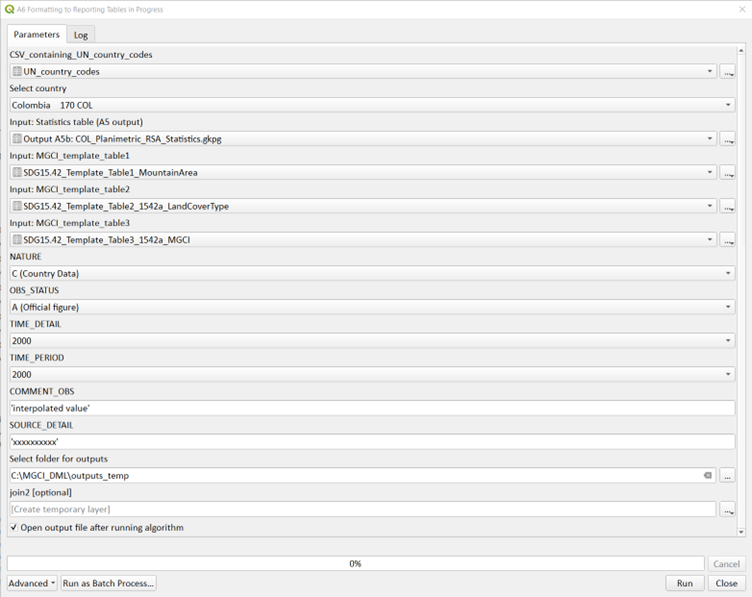 A6 Formatting to Reporting Tables in Progress
Parameters Log
CSV_containing_UN_country_codes
UN_country_codes
Select country
Colombia 170 COL
Input: Statistics table (A5 output)
Output A5b: COL_Planimetric_RSA_Statistics.gkpg
Input: MGCI_template_table1
SDG15.42_Template_Table1_MountainArea
Input: MGCI_template_table2
SDG15.42_Template_Table2_1542a_LandCoverType
Input: MGCI_template_table3
SDG15.42_Template_Table3_1542a_MGCI
NATURE
C (Country Data)
OBS_STATUS
A (Official figure)
TIME_DETAIL
2000
TIME_PERIOD
2000
COMMENT_OBS
'interpolated value'
SOURCE_DETAIL
'xxxxxxxxxx'
Select folder for outputs
C:\MGCI_DML\outputs_temp
join2 [optional]
[Create temporary layer]
Open output file after running algorithm
0% Cancel
Advanced Run as Batch Process... Run Close